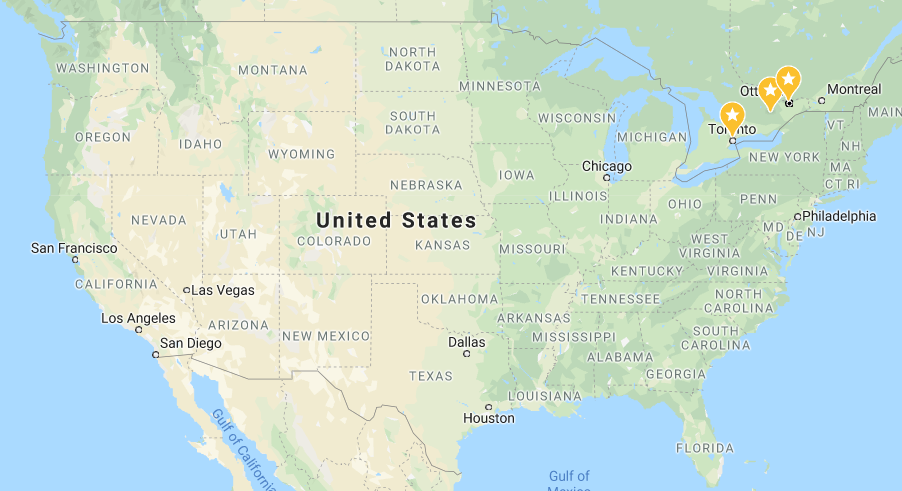 WASHINGTON
MONTANA
NORTH
DAKOTA
MINNESOTA
Ott
Montreal
MAIN
OREGON
IDAHO
SOUTH
DAKOTA
WISCONSIN
MICHIGAN
Toronto
VT
NH
WYOMING
NEW YORK
MA
CT RI
Chicago
IOWA
NEBRASKA
ILLINOIS
INDIANA
OHIO
PENN
Philadelphia
NEVADA
UTAH
United States
COLORADO
KANSAS
MISSOURI
WEST
VIRGINIA
MD
DE
NJ
San Francisco
CALIFORNIA
Las Vegas
KENTUCKY
VIRGINIA
OKLAHOMA
TENNESSEE
NORTH
CAROLINA
Los Angeles
ARIZONA
NEW MEXICO
ARKANSAS
MISSISSIPPI
SOUTH
CAROLINA
San Diego
Dallas
ALABAMA
TEXAS
GEORGIA
LOUISIANA
Houston
Gulf of California
FLORIDA
Gulf of
Mexico